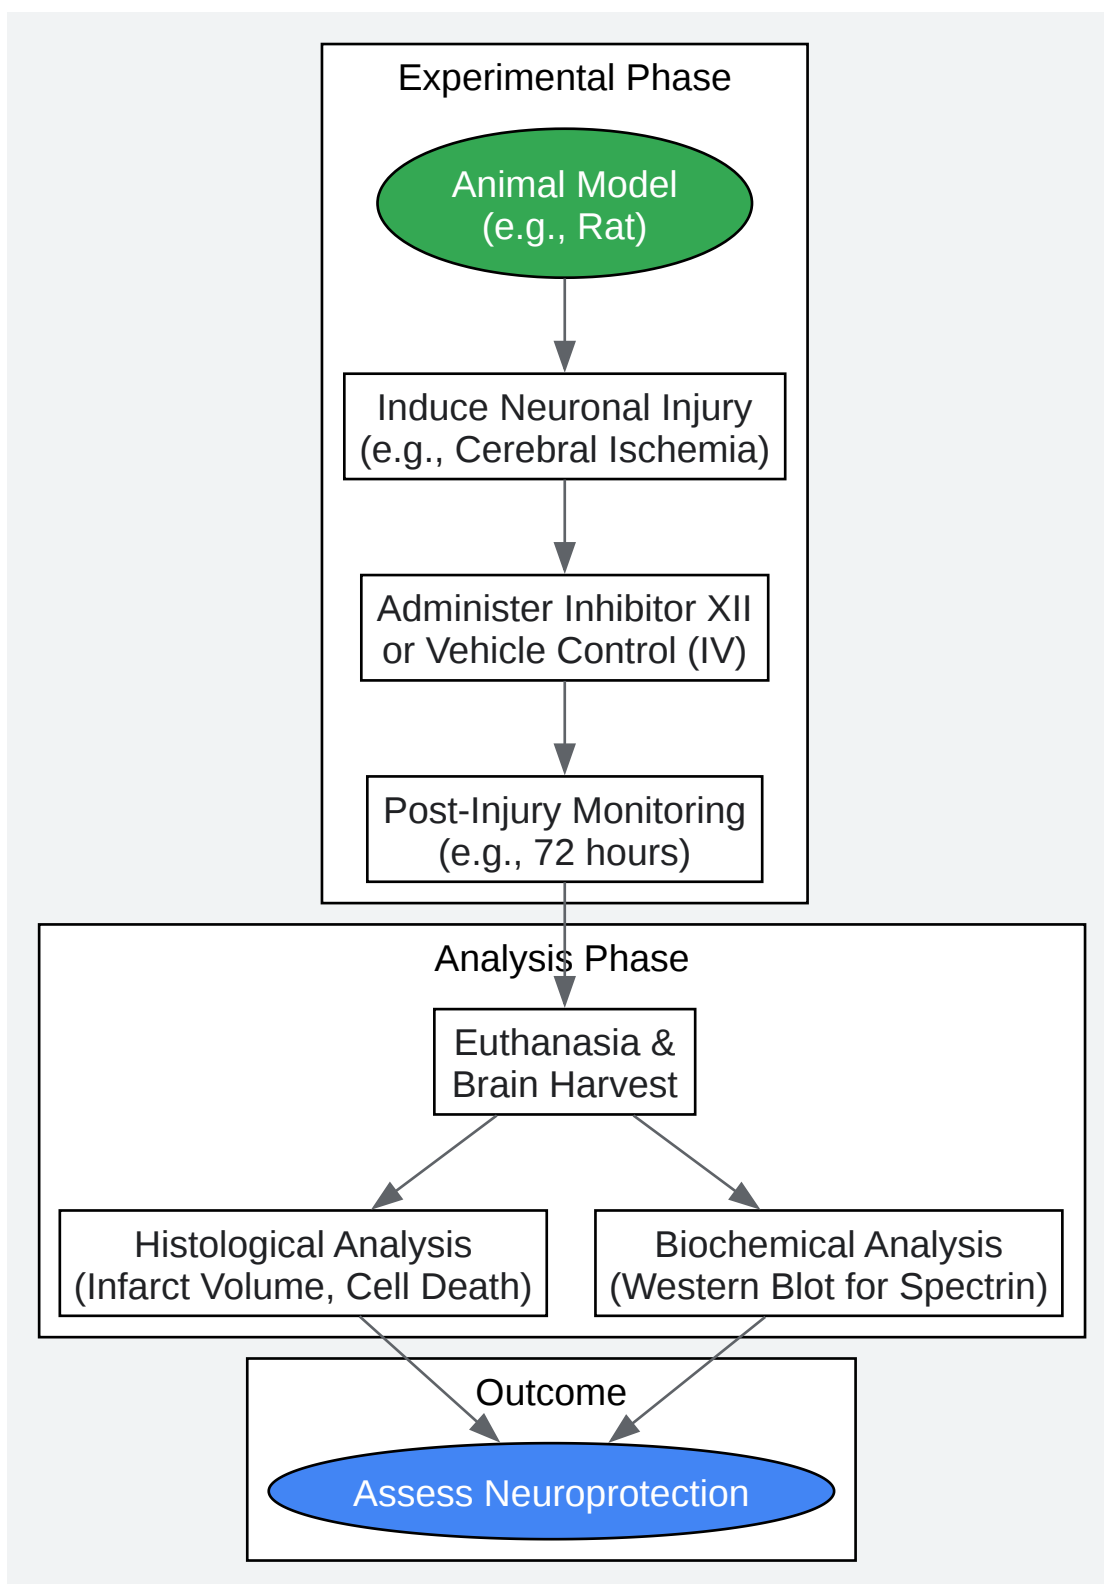 Experimental Phase
Animal Model
(e.g., Rat)
Induce Neuronal Injury
(e.g., Cerebral Ischemia)
Administer Inhibitor XII
or Vehicle Control (IV)
Post-Injury Monitoring
(e.g., 72 hours)
Analysis Phase
Euthanasia &
Brain Harvest
Histological Analysis
(Infarct Volume, Cell Death)
Biochemical Analysis
(Western Blot for Spectrin)
Outcome
Assess Neuroprotection